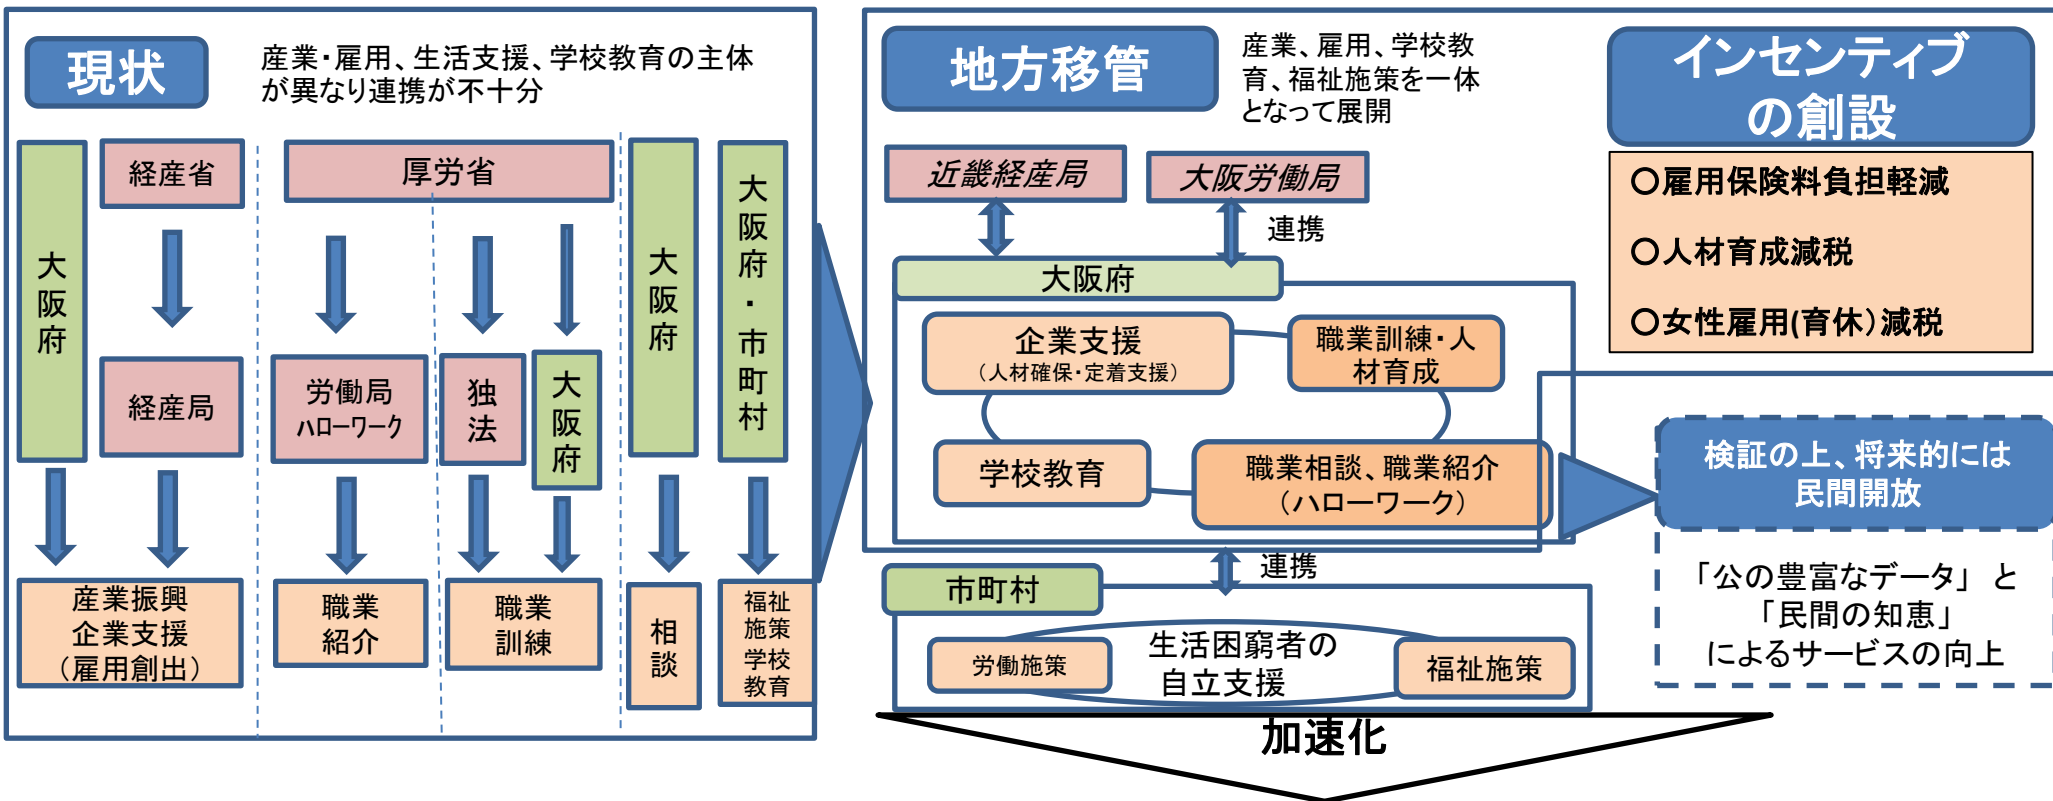 現状
産業・雇用、生活支援、学校教育の主体
が異なり連携が不十分
大阪府
経産省
厚労省
大阪府
大阪府・市町村
経産局
労働局
ハローワーク
独法
大阪府
産業振興
企業支援
（雇用創出）
職業
紹介
職業
訓練
相談
福祉
施策
学校
教育
地方移管
産業、雇用、学校教
育、福祉施策を一体
となって展開
近畿経産局
大阪労働局
連携
大阪府
企業支援
（人材確保・定着支援）
職業訓練・人
材育成
学校教育
職業相談、職業紹介
（ハローワーク）
連携
市町村
労働施策
生活困窮者の
自立支援
福祉施策
加速化
インセンティブ
の創設
○雇用保険料負担軽減
○人材育成減税
○女性雇用(育休）減税
検証の上、将来的には
民間開放
「公の豊富なデータ」 と
「民間の知恵」
によるサービスの向上